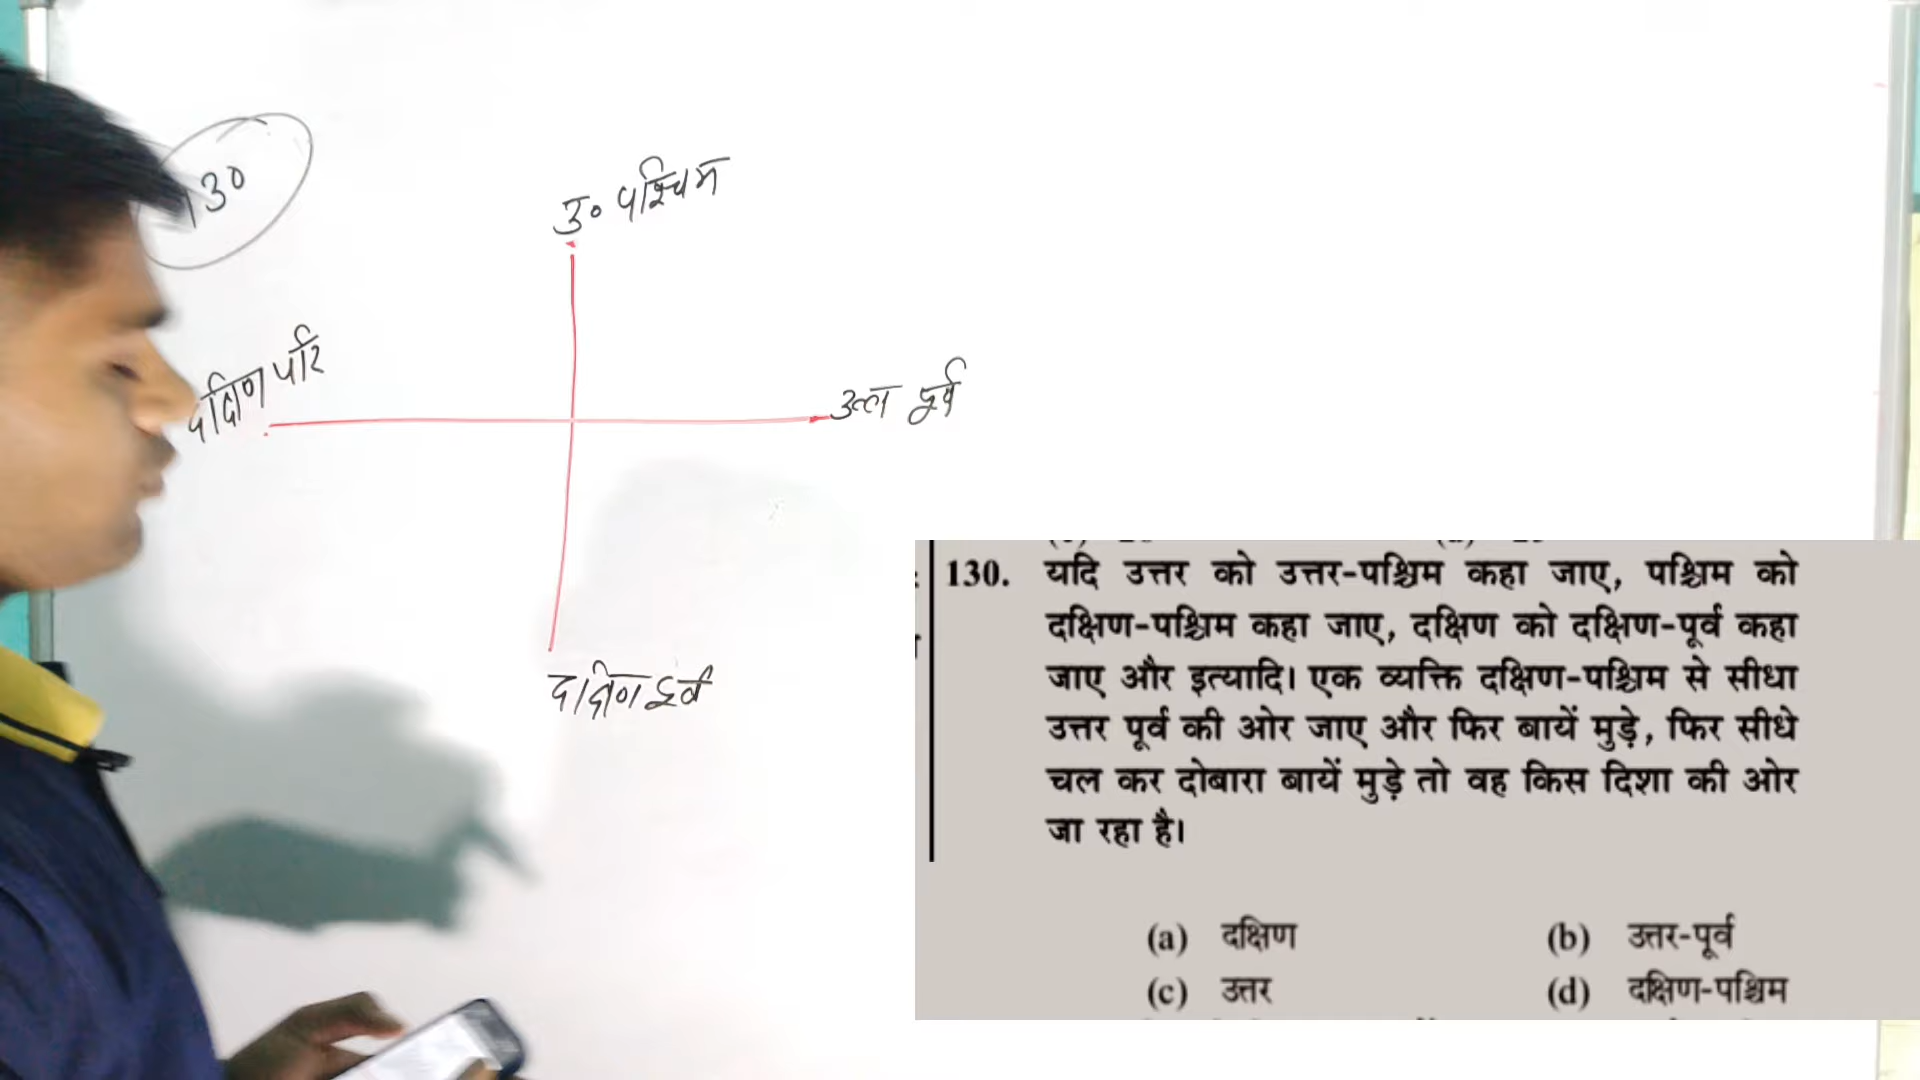 130
उ० पश्चिम
दक्षिण पश्चि
उत्तर पूर्व
दक्षिण पूर्व
130. यदि उत्तर को उत्तर-पश्चिम कहा जाए, पश्चिम को
दक्षिण-पश्चिम कहा जाए, दक्षिण को दक्षिण-पूर्व कहा
जाए और इत्यादि। एक व्यक्ति दक्षिण-पश्चिम से सीधा
उत्तर पूर्व की ओर जाए और फिर बायें मुड़े, फिर सीधे
चल कर दोबारा बायें मुड़े तो वह किस दिशा की ओर
जा रहा है।
(a) दक्षिण (b) उत्तर-पूर्व
(c) उत्तर (d) दक्षिण-पश्चिम